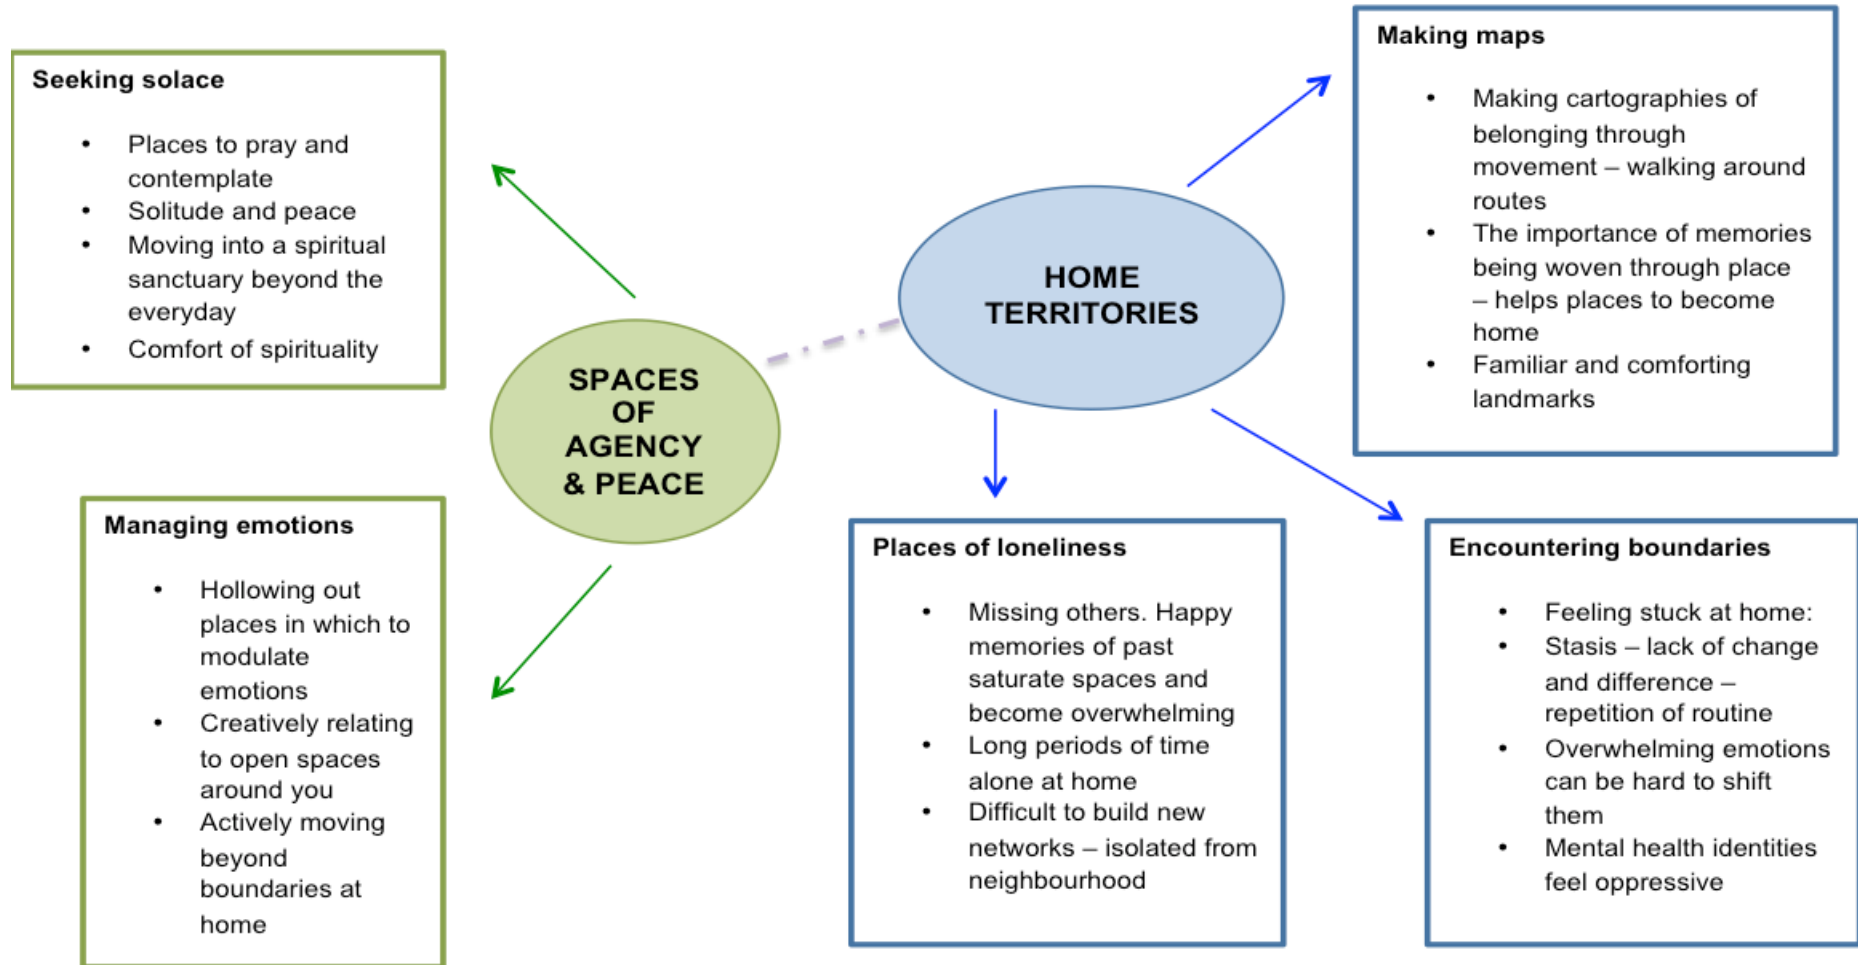 Seeking solace
• Places to pray and
contemplate
• Solitude and peace
• Moving into a spiritual
sanctuary beyond the
everyday
• Comfort of spirituality
Managing emotions
• Hollowing out
places in which to
modulate
emotions
• Creatively relating
to open spaces
around you
• Actively moving
beyond
boundaries at
home
SPACES
OF
AGENCY
& PEACE
HOME
TERRITORIES
Making maps
• Making cartographies of
belonging through
movement – walking around
routes
• The importance of memories
being woven through place
– helps places to become
home
• Familiar and comforting
landmarks
Places of loneliness
• Missing others. Happy
memories of past
saturate spaces and
become overwhelming
• Long periods of time
alone at home
• Difficult to build new
networks – isolated from
neighbourhood
Encountering boundaries
• Feeling stuck at home:
• Stasis – lack of change
and difference –
repetition of routine
• Overwhelming emotions
can be hard to shift
them
• Mental health identities
feel oppressive